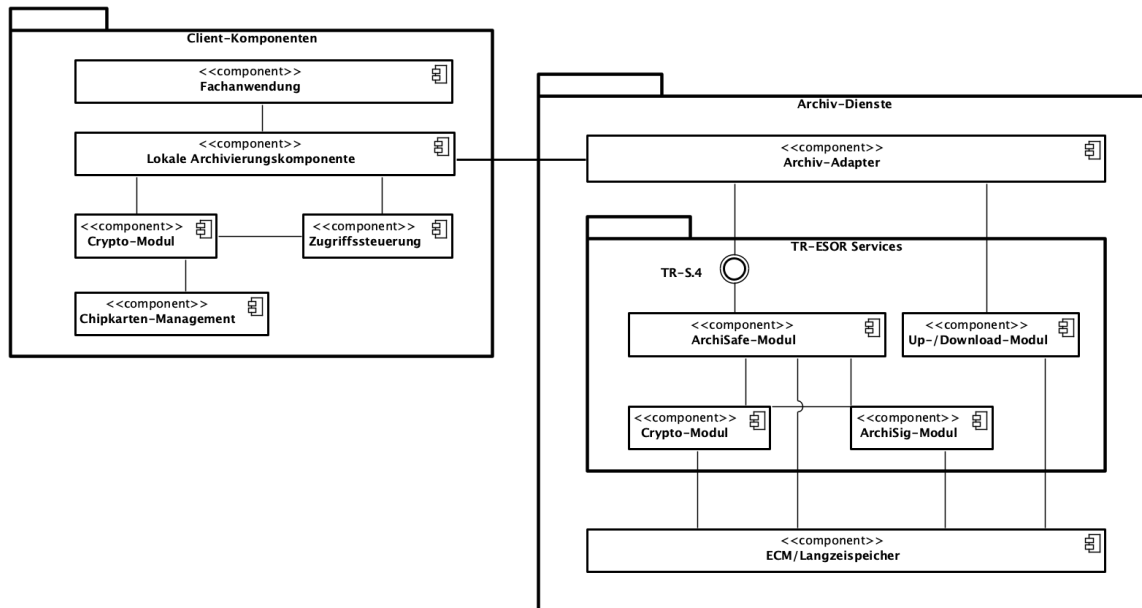 Client-Komponenten
<<component>>
Fachanwendung
<<component>>
Lokale Archivierungskomponente
<<component>>
Crypto-Modul
<<component>>
Zugriffssteuerung
<<component>>
Chipkarten-Management
Archiv-Dienste
<<component>>
Archiv-Adapter
TR-ESOR Services
TR-S.4
<<component>>
ArchiSafe-Modul
<<component>>
Up-/Download-Modul
<<component>>
Crypto-Modul
<<component>>
ArchiSig-Modul
<<component>>
ECM/Langzeispeicher